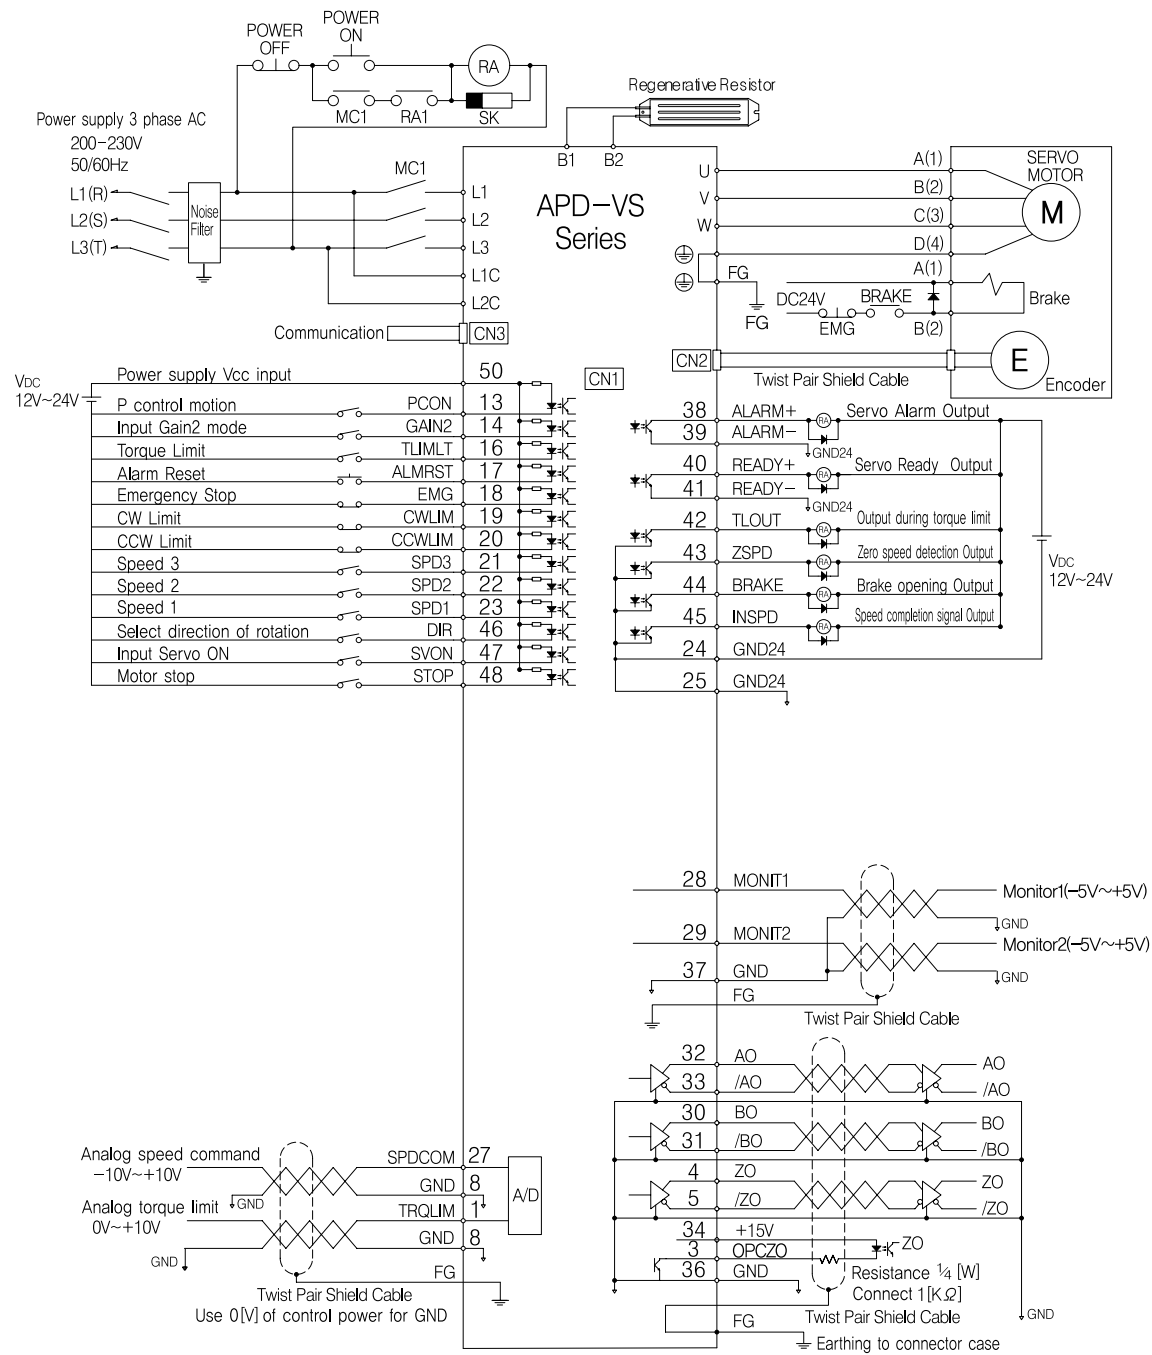 POWER OFF
POWER ON
RA
MC1
RA1
SK
Regenerative Resistor
Power supply 3 phase AC
200-230V
50/60Hz
L1(R)
L2(S)
L3(T)
Noise Filter
MC1
L1
L2
L3
L1C
L2C
B1
B2
APD-VS
Series
U
V
W
FG
FG
A(1)
B(2)
C(3)
D(4)
SERVO MOTOR
M
A(1)
DC24V
BRAKE
EMG
B(2)
Brake
Communication
CN3
CN2
Twist Pair Shield Cable
E
Encoder
VDC
12V~24V
Power supply Vcc input 50
CN1
P control motion PCON 13
Input Gain2 mode GAIN2 14
Torque Limit TLIMLT 16
Alarm Reset ALMRST 17
Emergency Stop EMG 18
CW Limit CWLIM 19
CCW Limit CCWLIM 20
Speed 3 SPD3 21
Speed 2 SPD2 22
Speed 1 SPD1 23
Select direction of rotation DIR 46
Input Servo ON SVON 47
Motor stop STOP 48
38 ALARM+ RA Servo Alarm Output
39 ALARM- GND24
40 READY+ RA Servo Ready Output
41 READY- GND24
42 TLOUT RA Output during torque limit
43 ZSPD RA Zero speed detection Output
44 BRAKE RA Brake opening Output
45 INSPD RA Speed completion signal Output
24 GND24
25 GND24
VDC
12V~24V
28 MONIT1 Monitor1(-5V~+5V)
GND
29 MONIT2 Monitor2(-5V~+5V)
37 GND GND
FG
Twist Pair Shield Cable
32 AO AO
33 /AO /AO
30 BO BO
31 /BO /BO
4 ZO ZO
5 /ZO /ZO
34 +15V ZO
3 OPCZO
36 GND
Resistance 1/4 [W]
Connect 1[KΩ]
Twist Pair Shield Cable
GND
FG
Earthing to connector case
Analog speed command
-10V~+10V
SPDCOM 27
GND
GND 8
A/D
Analog torque limit
0V~+10V
TRQLIM 1
GND
GND 8
FG
Twist Pair Shield Cable
Use 0[V] of control power for GND